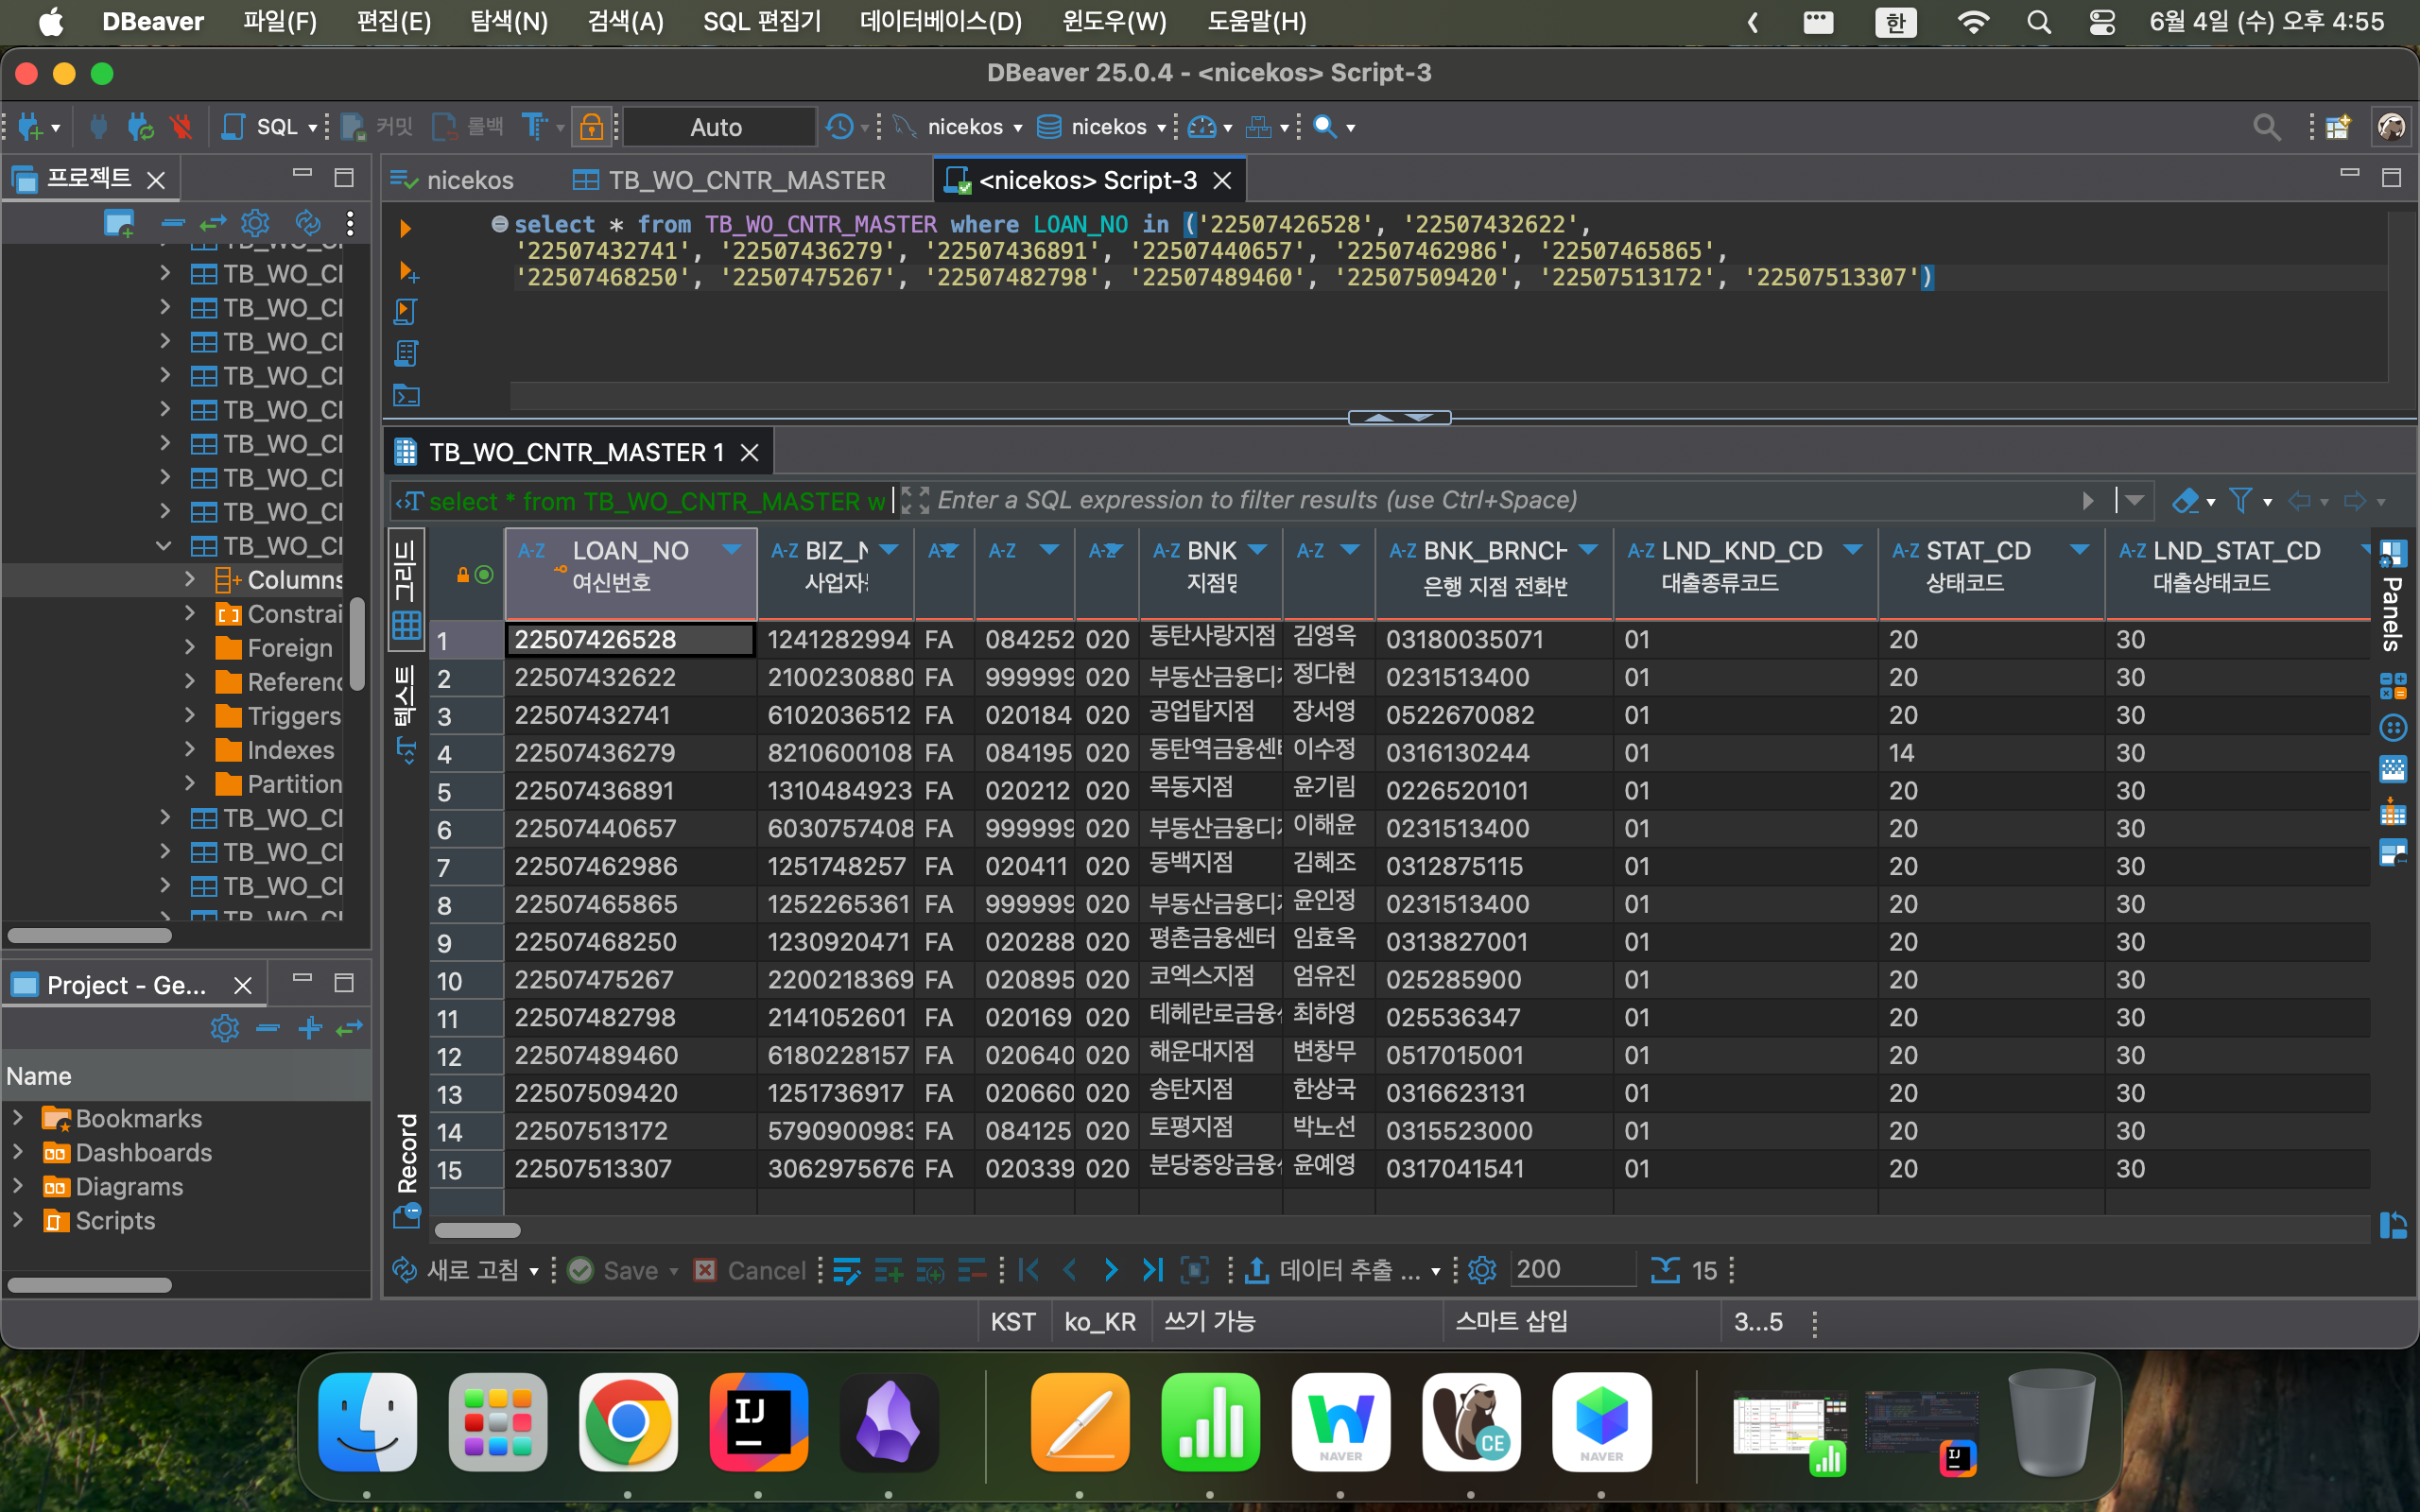 DBeaver 파일(F) 편집(E) 탐색(N) 검색(A) SQL 편집기 데이터베이스(D) 윈도우(W) 도움말(H) 한 6월 4일 (수) 오후 4:55
DBeaver 25.0.4 - <nicekos> Script-3
SQL 커밋 롤백 Auto nicekos nicekos
프로젝트
TB_WO_CI
TB_WO_CI
TB_WO_CI
TB_WO_CI
TB_WO_CI
TB_WO_CI
TB_WO_CI
TB_WO_CI
TB_WO_CI
Columns
Constrai
Foreign
Referenc
Triggers
Indexes
Partition
TB_WO_CI
TB_WO_CI
TB_WO_CI
Project - Ge...
Name
Bookmarks
Dashboards
Diagrams
Scripts
nicekos TB_WO_CNTR_MASTER <nicekos> Script-3
select * from TB_WO_CNTR_MASTER where LOAN_NO in ('22507426528', '22507432622',
'22507432741', '22507436279', '22507436891', '22507440657', '22507462986', '22507465865',
'22507468250', '22507475267', '22507482798', '22507489460', '22507509420', '22507513172', '22507513307')
TB_WO_CNTR_MASTER 1
select * from TB_WO_CNTR_MASTER w Enter a SQL expression to filter results (use Ctrl+Space)
그리드
텍스트
Record
A-Z LOAN_NO A-Z BIZ_N A-Z A-Z A-Z A-Z BNK A-Z A-Z BNK_BRNCH A-Z LND_KND_CD A-Z STAT_CD A-Z LND_STAT_CD
여신번호 사업자 지점명 은행 지점 전화번 대출종류코드 상태코드 대출상태코드
1 22507426528 1241282994 FA 084252 020 동탄사랑지점 김영옥 03180035071 01 20 30
2 22507432622 2100230880 FA 999999 020 부동산금융디지 정다현 0231513400 01 20 30
3 22507432741 6102036512 FA 020184 020 공업탑지점 장서영 0522670082 01 20 30
4 22507436279 8210600108 FA 084195 020 동탄역금융센터 이수정 0316130244 01 14 30
5 22507436891 1310484923 FA 020212 020 목동지점 윤기림 0226520101 01 20 30
6 22507440657 6030757408 FA 999999 020 부동산금융디지 이해윤 0231513400 01 20 30
7 22507462986 1251748257 FA 020411 020 동백지점 김혜조 0312875115 01 20 30
8 22507465865 1252265361 FA 999999 020 부동산금융디지 윤인정 0231513400 01 20 30
9 22507468250 1230920471 FA 020288 020 평촌금융센터 임효옥 0313827001 01 20 30
10 22507475267 2200218369 FA 020895 020 코엑스지점 엄유진 025285900 01 20 30
11 22507482798 2141052601 FA 020169 020 테헤란로금융 최하영 025536347 01 20 30
12 22507489460 6180228157 FA 020640 020 해운대지점 변창무 0517015001 01 20 30
13 22507509420 1251736917 FA 020660 020 송탄지점 한상국 0316623131 01 20 30
14 22507513172 5790900983 FA 084125 020 토평지점 박노선 0315523000 01 20 30
15 22507513307 3062975676 FA 020339 020 분당중앙금융 윤예영 0317041541 01 20 30
Panels
새로 고침 Save Cancel 데이터 추출 ... 200 15
KST ko_KR 쓰기 가능 스마트 삽입 3...5
IJ NAVER CE NAVER IJ